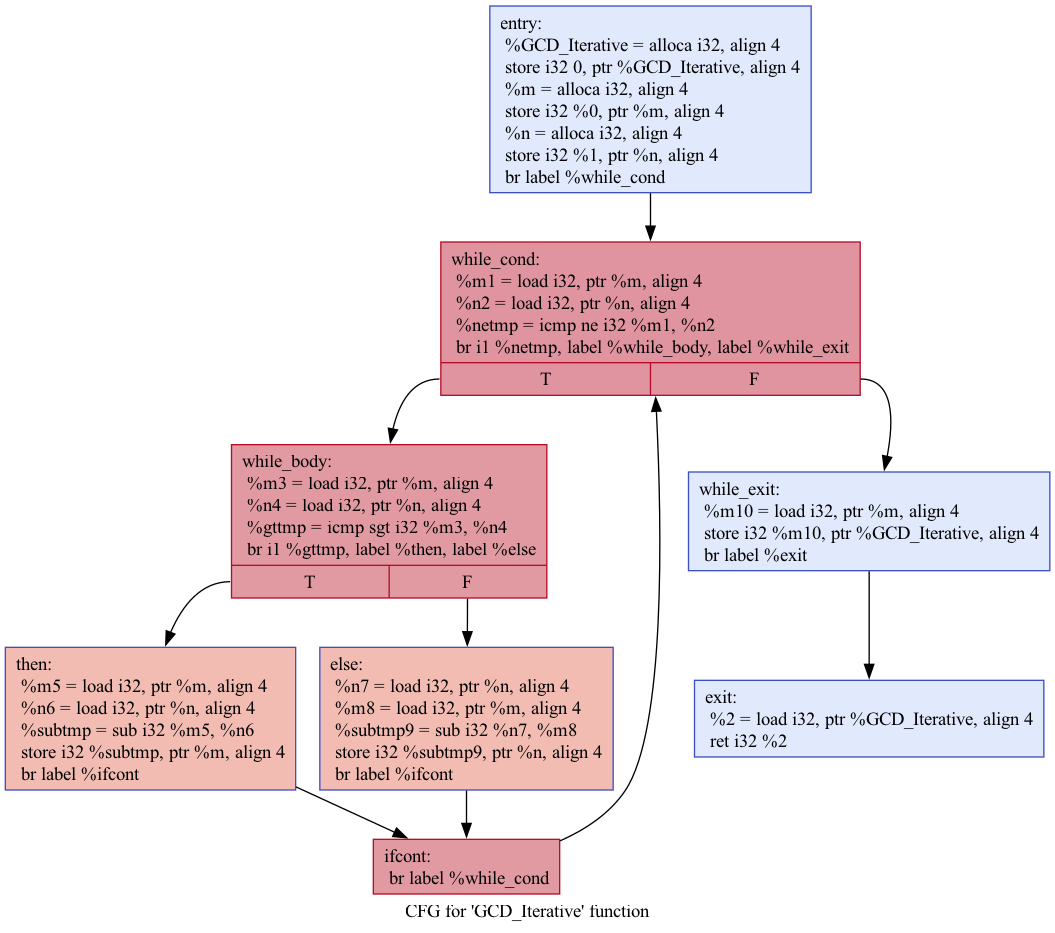 entry:
%GCD_Iterative = alloca i32, align 4
store i32 0, ptr %GCD_Iterative, align 4
%m = alloca i32, align 4
store i32 %0, ptr %m, align 4
%n = alloca i32, align 4
store i32 %1, ptr %n, align 4
br label %while_cond
while_cond:
%m1 = load i32, ptr %m, align 4
%n2 = load i32, ptr %n, align 4
%netmp = icmp ne i32 %m1, %n2
br i1 %netmp, label %while_body, label %while_exit
T
F
while_body:
%m3 = load i32, ptr %m, align 4
%n4 = load i32, ptr %n, align 4
%gttmp = icmp sgt i32 %m3, %n4
br i1 %gttmp, label %then, label %else
T
F
while_exit:
%m10 = load i32, ptr %m, align 4
store i32 %m10, ptr %GCD_Iterative, align 4
br label %exit
then:
%m5 = load i32, ptr %m, align 4
%n6 = load i32, ptr %n, align 4
%subtmp = sub i32 %m5, %n6
store i32 %subtmp, ptr %m, align 4
br label %ifcont
else:
%n7 = load i32, ptr %n, align 4
%m8 = load i32, ptr %m, align 4
%subtmp9 = sub i32 %n7, %m8
store i32 %subtmp9, ptr %n, align 4
br label %ifcont
exit:
%2 = load i32, ptr %GCD_Iterative, align 4
ret i32 %2
ifcont:
br label %while_cond
CFG for 'GCD_Iterative' function